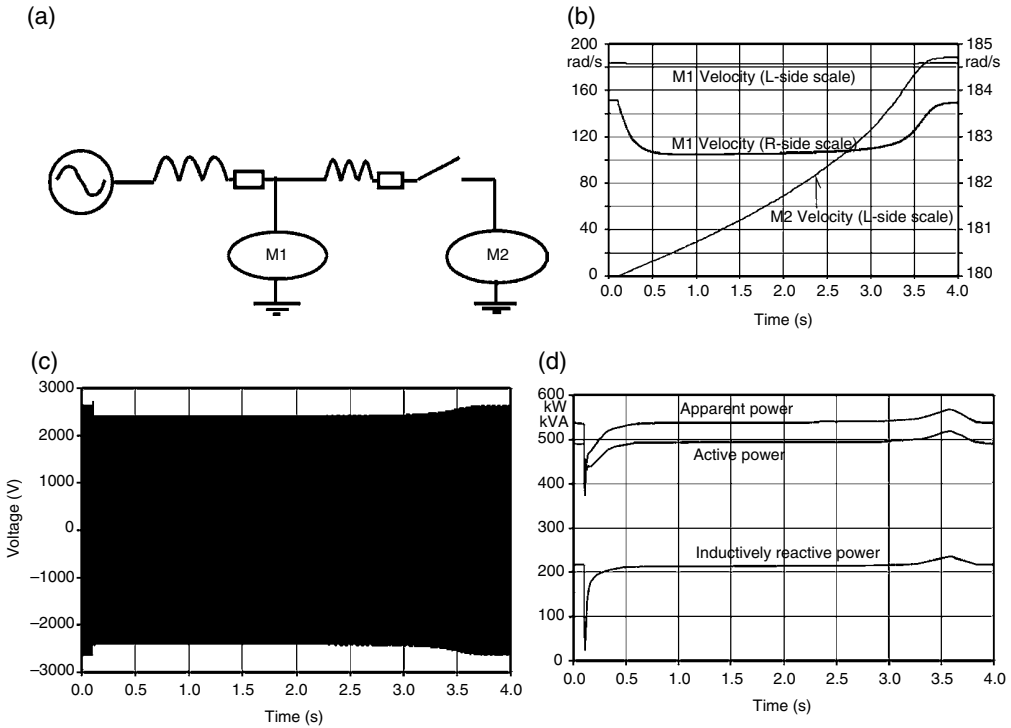 (a)
M1
M2
(b)
200
rad/s
160
120
80
40
0
185
rad/s
184
183
182
181
180
M1 Velocity (L-side scale)
M1 Velocity (R-side scale)
M2 Velocity (L-side scale)
0.0 0.5 1.0 1.5 2.0 2.5 3.0 3.5 4.0
Time (s)
(c)
Voltage (V)
3000
2000
1000
0
−1000
−2000
−3000
0.0 0.5 1.0 1.5 2.0 2.5 3.0 3.5 4.0
Time (s)
(d)
600
kW
kVA
500
400
300
200
100
0
Apparent power
Active power
Inductively reactive power
0.0 0.5 1.0 1.5 2.0 2.5 3.0 3.5 4.0
Time (s)